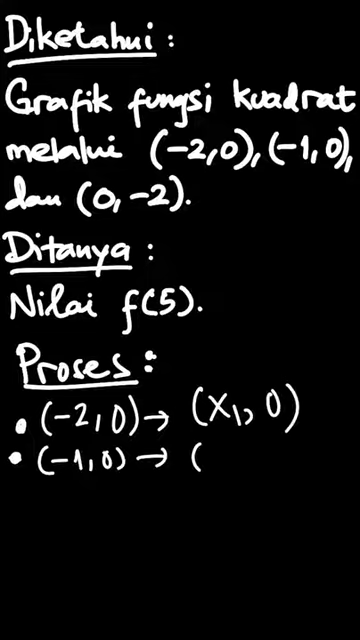 Diketahui :
Grafik fungsi kuadrat
melalui (-2,0), (-1,0),
dan (0,-2).
Ditanya :
Nilai f(5).
Proses :
• (-2,0) → (x₁, 0)
• (-1,0) → (